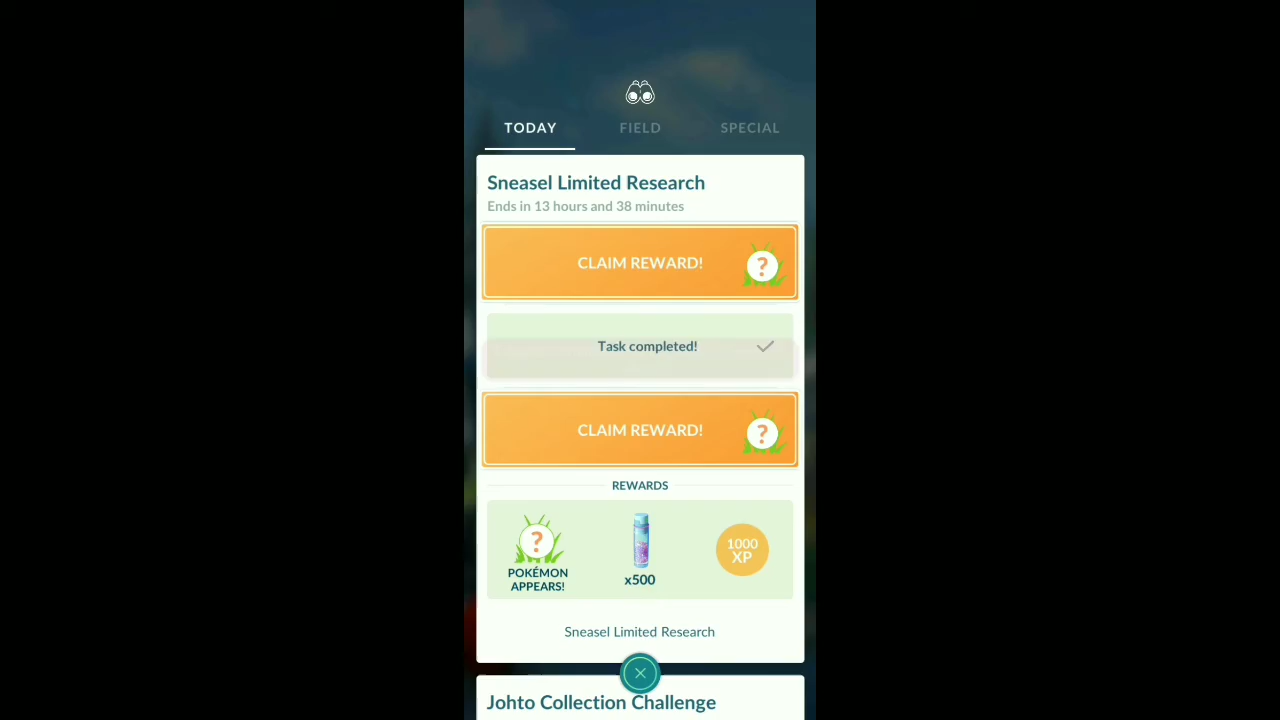 TODAY
FIELD
SPECIAL
Sneasel Limited Research
Ends in 13 hours and 38 minutes
CLAIM REWARD!
?
Task completed!
CLAIM REWARD!
?
REWARDS
?
POKÉMON
APPEARS!
x500
1000
XP
Sneasel Limited Research
Johto Collection Challenge